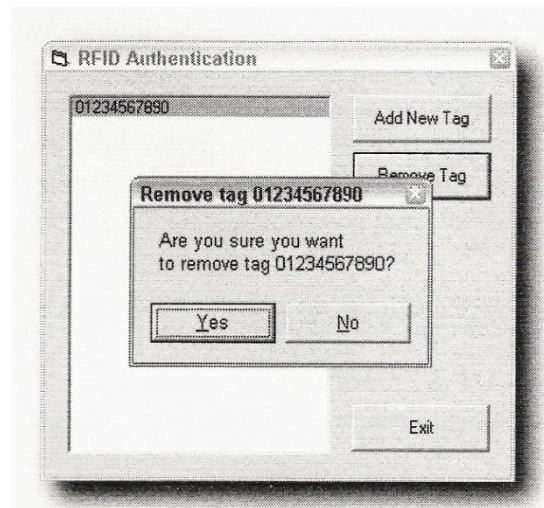 RFID Authentication
01234567890
Add New Tag
Remove Tag
Remove tag 01234567890
Are you sure you want
to remove tag 01234567890?
Yes
No
Exit